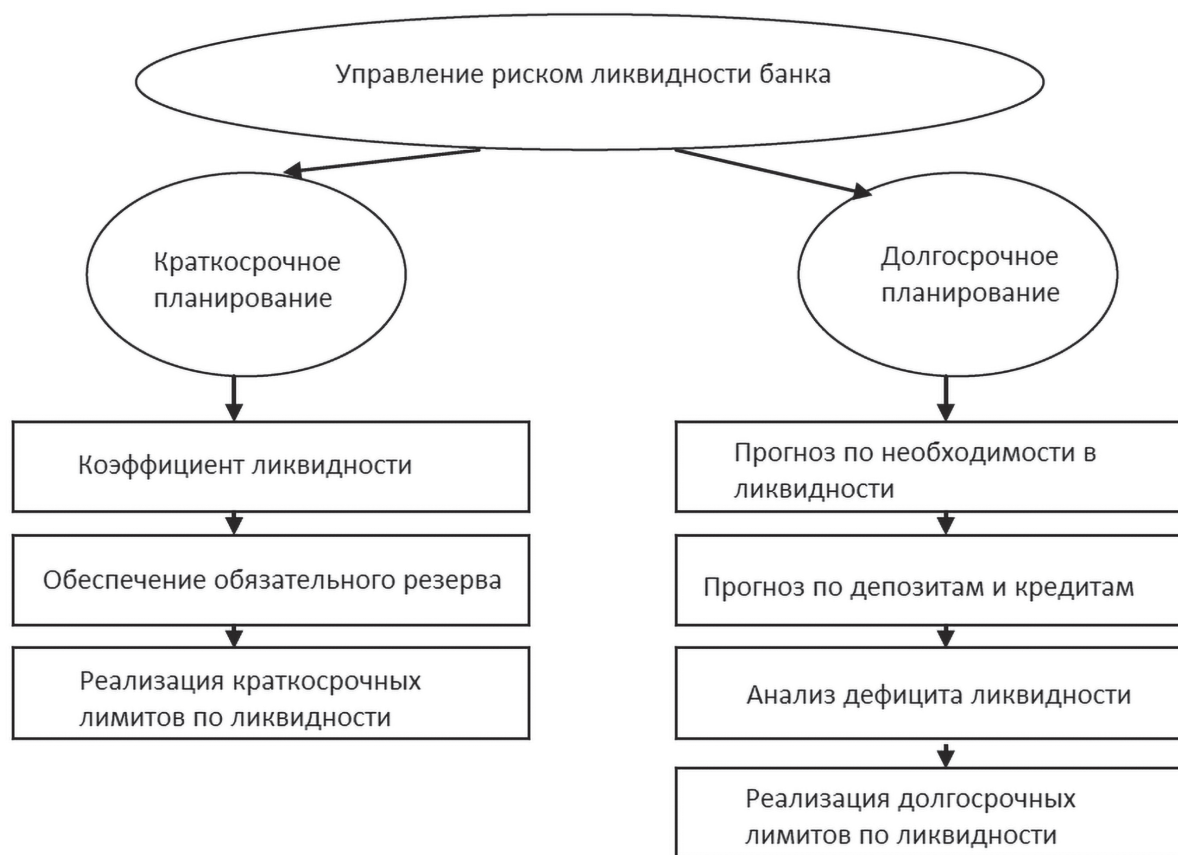 Управление риском ликвидности банка
Краткосрочное
планирование
Долгосрочное
планирование
Коэффициент ликвидности
Обеспечение обязательного резерва
Реализация краткосрочных
лимитов по ликвидности
Прогноз по необходимости в
ликвидности
Прогноз по депозитам и кредитам
Анализ дефицита ликвидности
Реализация долгосрочных
лимитов по ликвидности